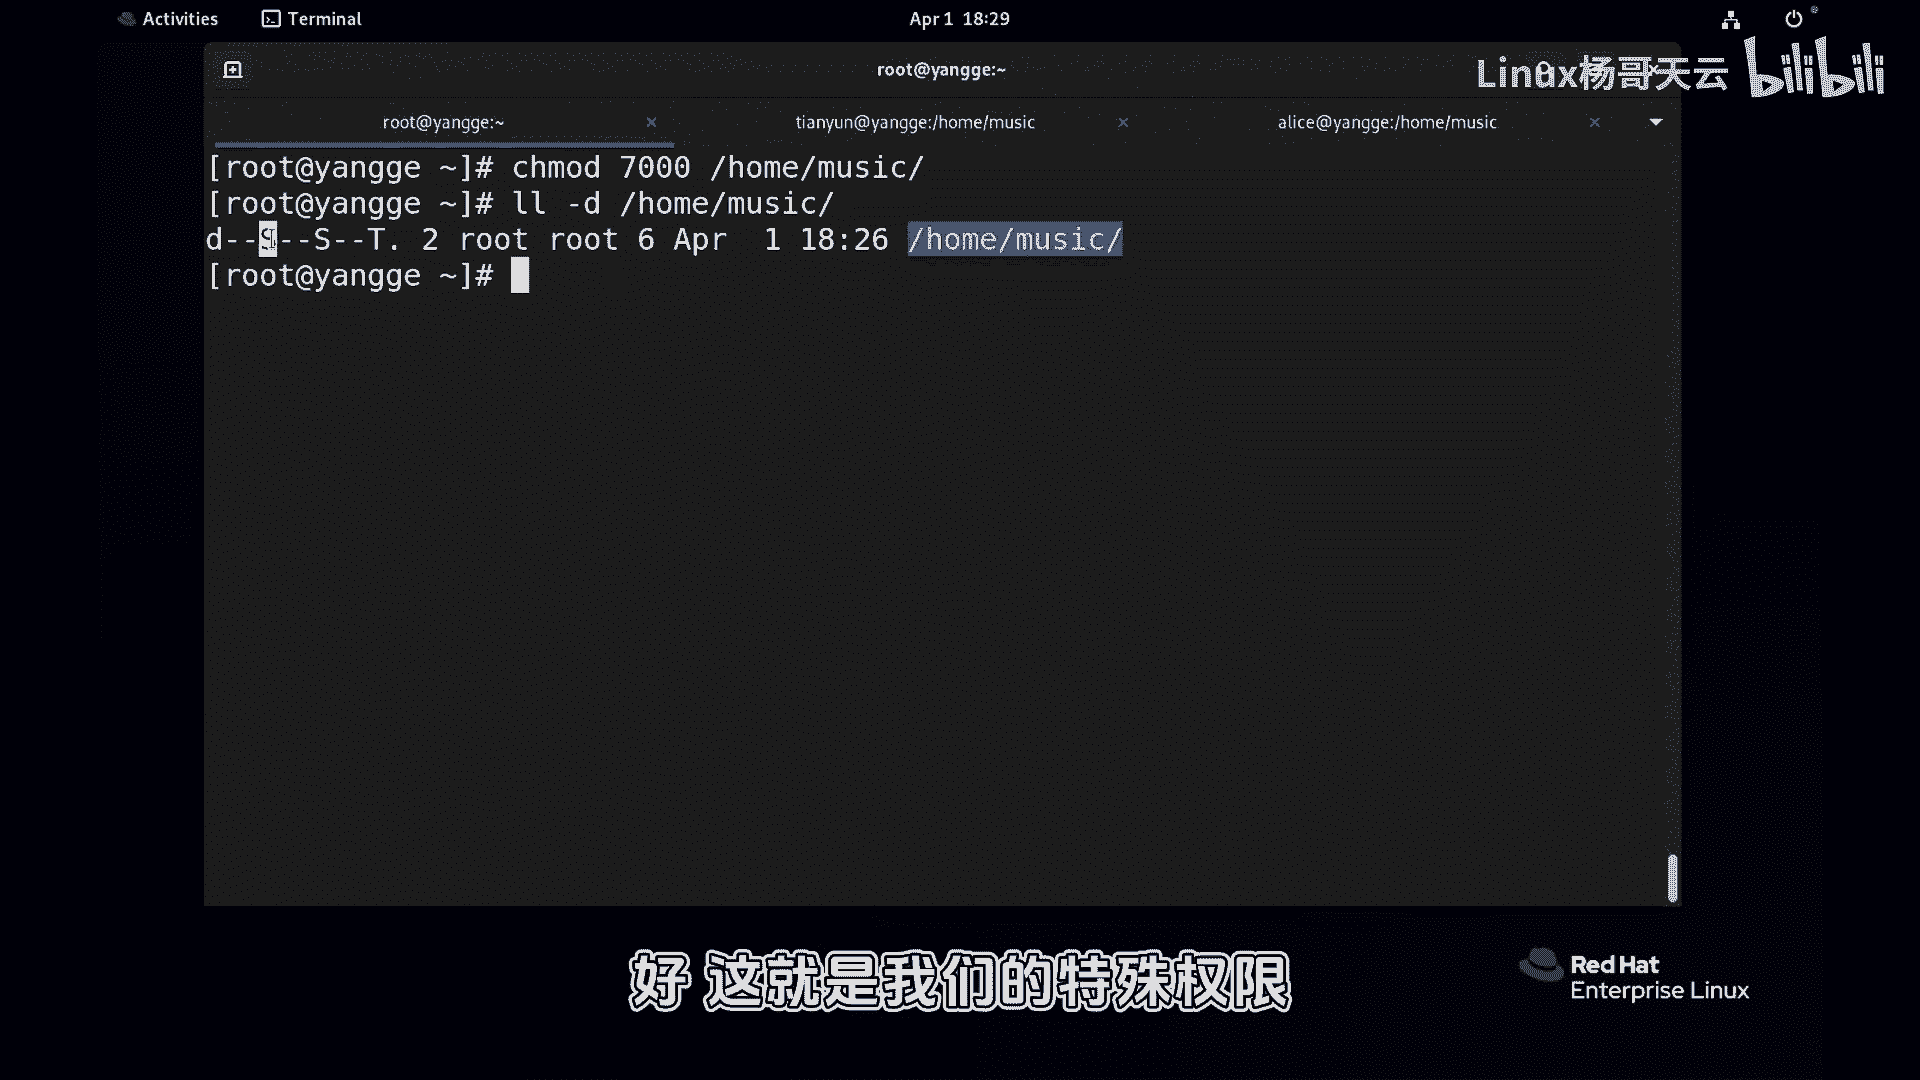 Activities Terminal Apr 1 18:29
root@yangge:~
Linux杨哥天云 bilibili
root@yangge:~ × tianyun@yangge:/home/music × alice@yangge:/home/music ×
[root@yangge ~]# chmod 7000 /home/music/
[root@yangge ~]# ll -d /home/music/
d--S--S--T. 2 root root 6 Apr  1 18:26 /home/music/
[root@yangge ~]#
好 这就是我们的特殊权限
Red Hat
Enterprise Linux